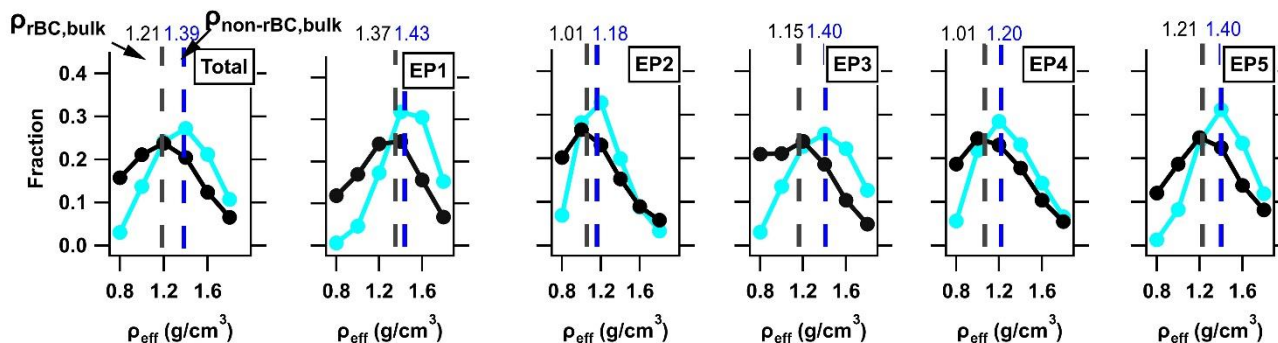 ρrBC,bulk
1.21 1.39
ρnon-rBC,bulk
1.37 1.43
1.01 1.18
1.15 1.40
1.01 1.20
1.21 1.40
Total
EP1
EP2
EP3
EP4
EP5
Fraction
0.4
0.3
0.2
0.1
0.0
0.8 1.2 1.6
0.8 1.2 1.6
0.8 1.2 1.6
0.8 1.2 1.6
0.8 1.2 1.6
0.8 1.2 1.6
ρeff (g/cm³)
ρeff (g/cm³)
ρeff (g/cm³)
ρeff (g/cm³)
ρeff (g/cm³)
ρeff (g/cm³)